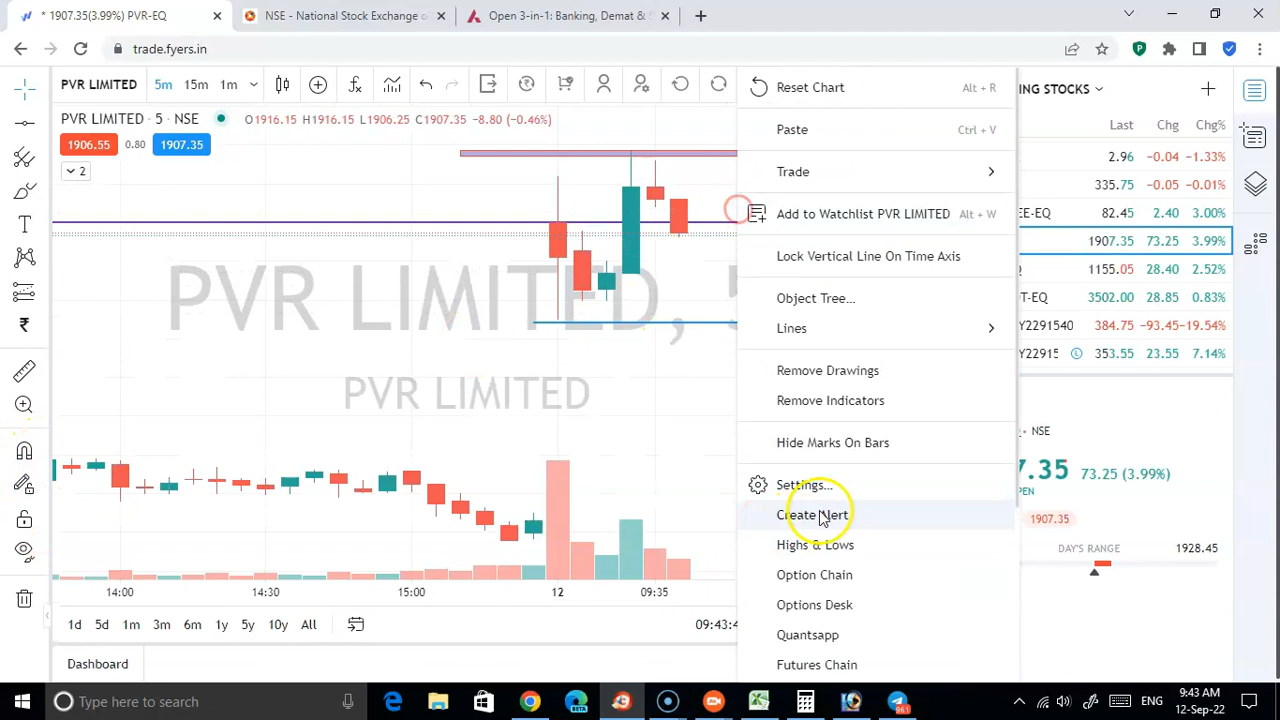 * 1907.35(3.99%) PVR-EQ
NSE - National Stock Exchange o
Open 3-in-1: Banking, Demat & S
trade.fyers.in
PVR LIMITED 5m 15m 1m
PVR LIMITED · 5 · NSE O1916.15 H1916.15 L1906.25 C1907.35 -8.80 (-0.46%)
1906.55 0.80 1907.35
2
PVR LIMITED, 5
PVR LIMITED
14:00 14:30 15:00 12 09:35
1d 5d 1m 3m 6m 1y 5y 10y All
09:43:4
Dashboard
Reset Chart Alt + R
Paste Ctrl + V
Trade
Add to Watchlist PVR LIMITED Alt + W
Lock Vertical Line On Time Axis
Object Tree...
Lines
Remove Drawings
Remove Indicators
Hide Marks On Bars
Settings...
Create Alert
Highs & Lows
Option Chain
Options Desk
Quantsapp
Futures Chain
ING STOCKS
Last Chg Chg%
2.96 -0.04 -1.33%
335.75 -0.05 -0.01%
EE-EQ 82.45 2.40 3.00%
1907.35 73.25 3.99%
1155.05 28.40 2.52%
OT-EQ 3502.00 28.85 0.83%
Y2291540 384.75 -93.45 -19.54%
Y22915 L 353.55 23.55 7.14%
NSE
7.35 73.25 (3.99%)
PEN
1907.35
DAY'S RANGE 1928.45
Type here to search
961
ENG
9:43 AM
12-Sep-22